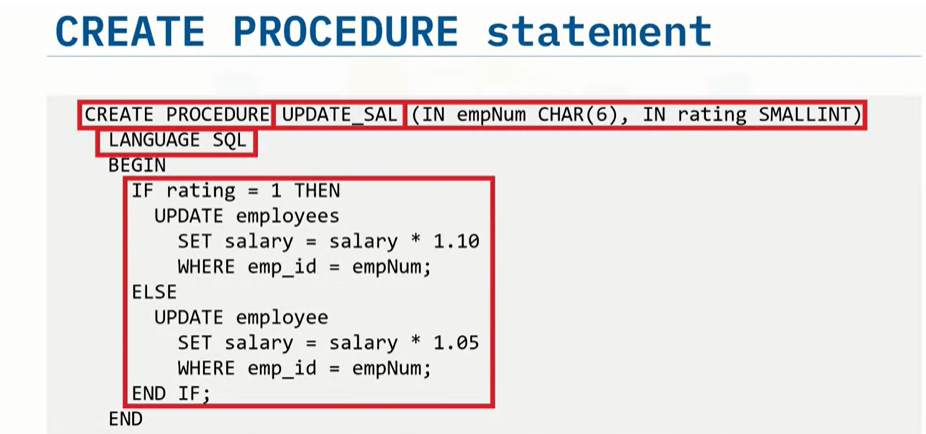 CREATE PROCEDURE statement
CREATE PROCEDURE UPDATE_SAL (IN empNum CHAR(6), IN rating SMALLINT)
LANGUAGE SQL
BEGIN
IF rating = 1 THEN
UPDATE employees
SET salary = salary * 1.10
WHERE emp_id = empNum;
ELSE
UPDATE employee
SET salary = salary * 1.05
WHERE emp_id = empNum;
END IF;
END